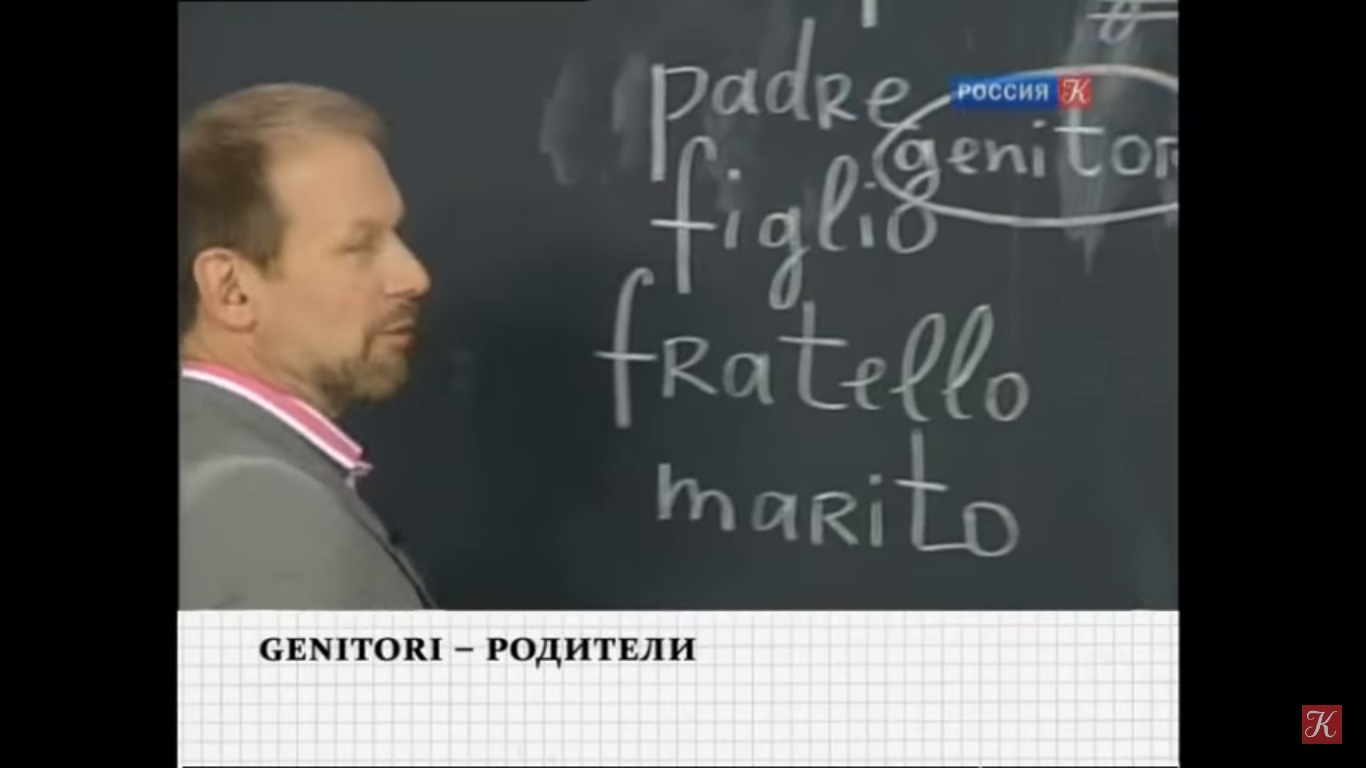 padre
РОССИЯ К
genitor
figlio
fratello
marito
GENITORI – РОДИТЕЛИ
К